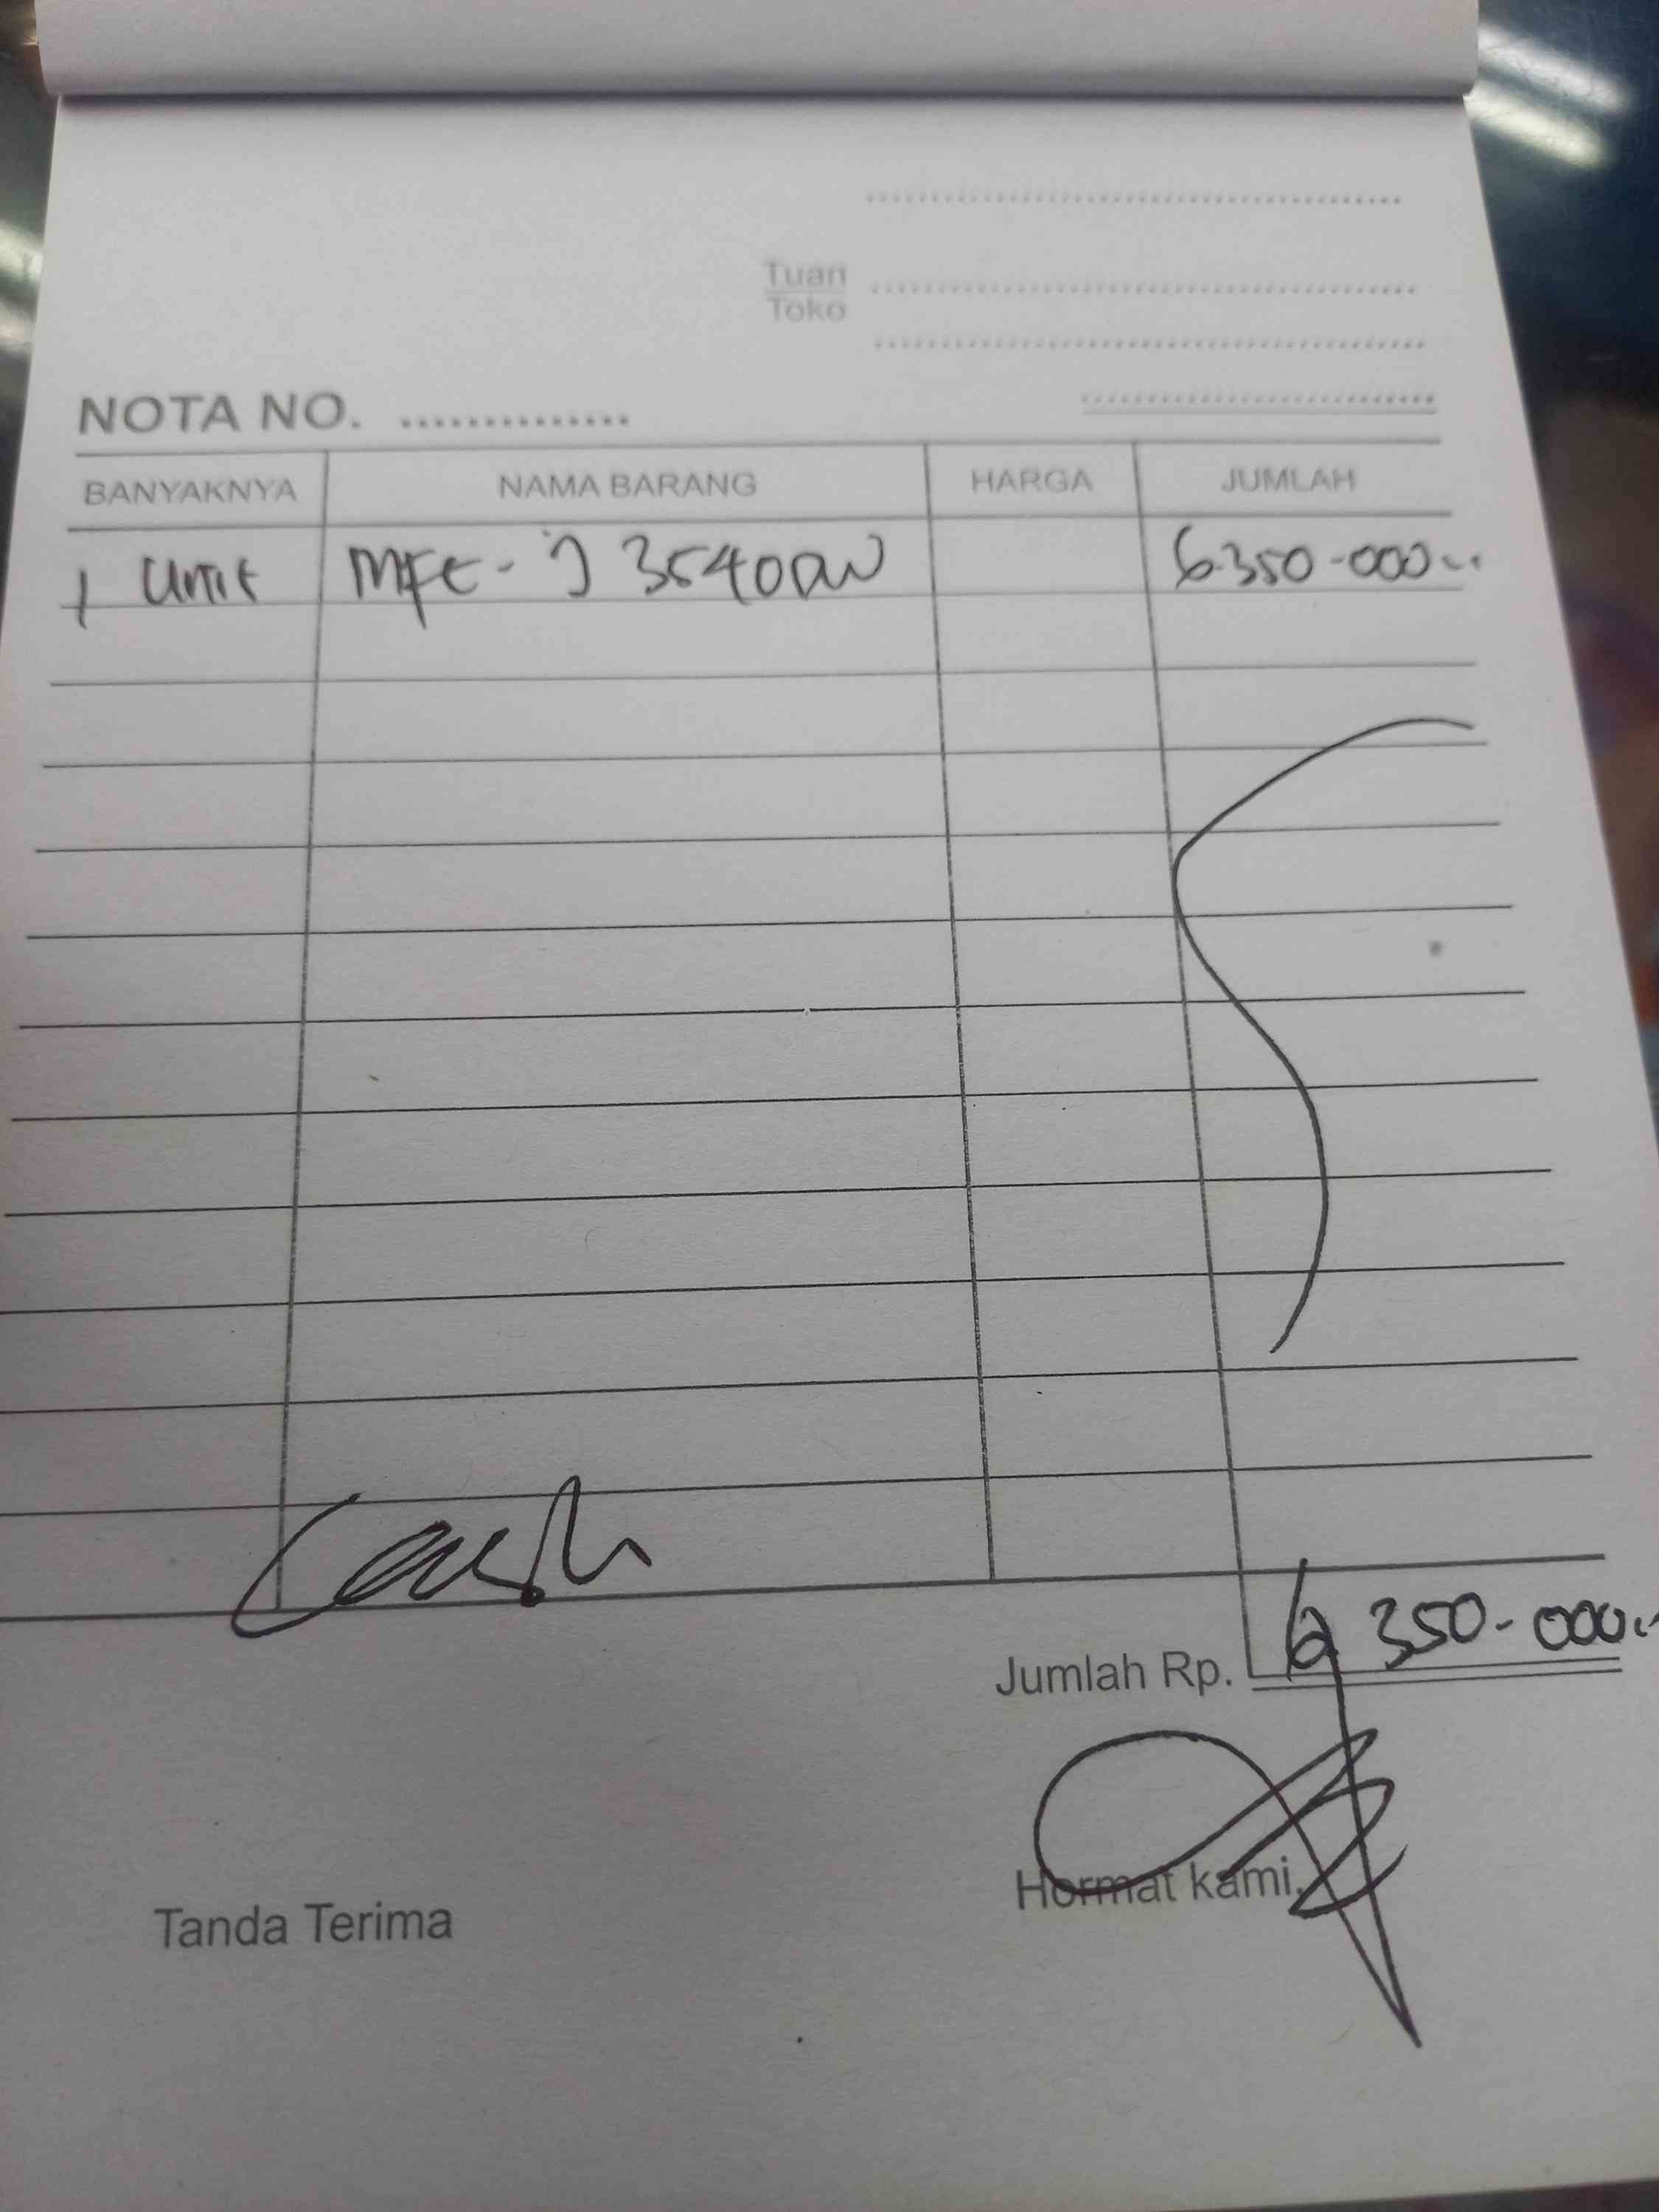 Tuan
Toko
NOTA NO. ..............
BANYAKNYA NAMA BARANG HARGA JUMLAH
1 unit MFC-J 3540DW 6.350-000..
Cash
Jumlah Rp. 6 350-000..
Hormat kami,
Tanda Terima